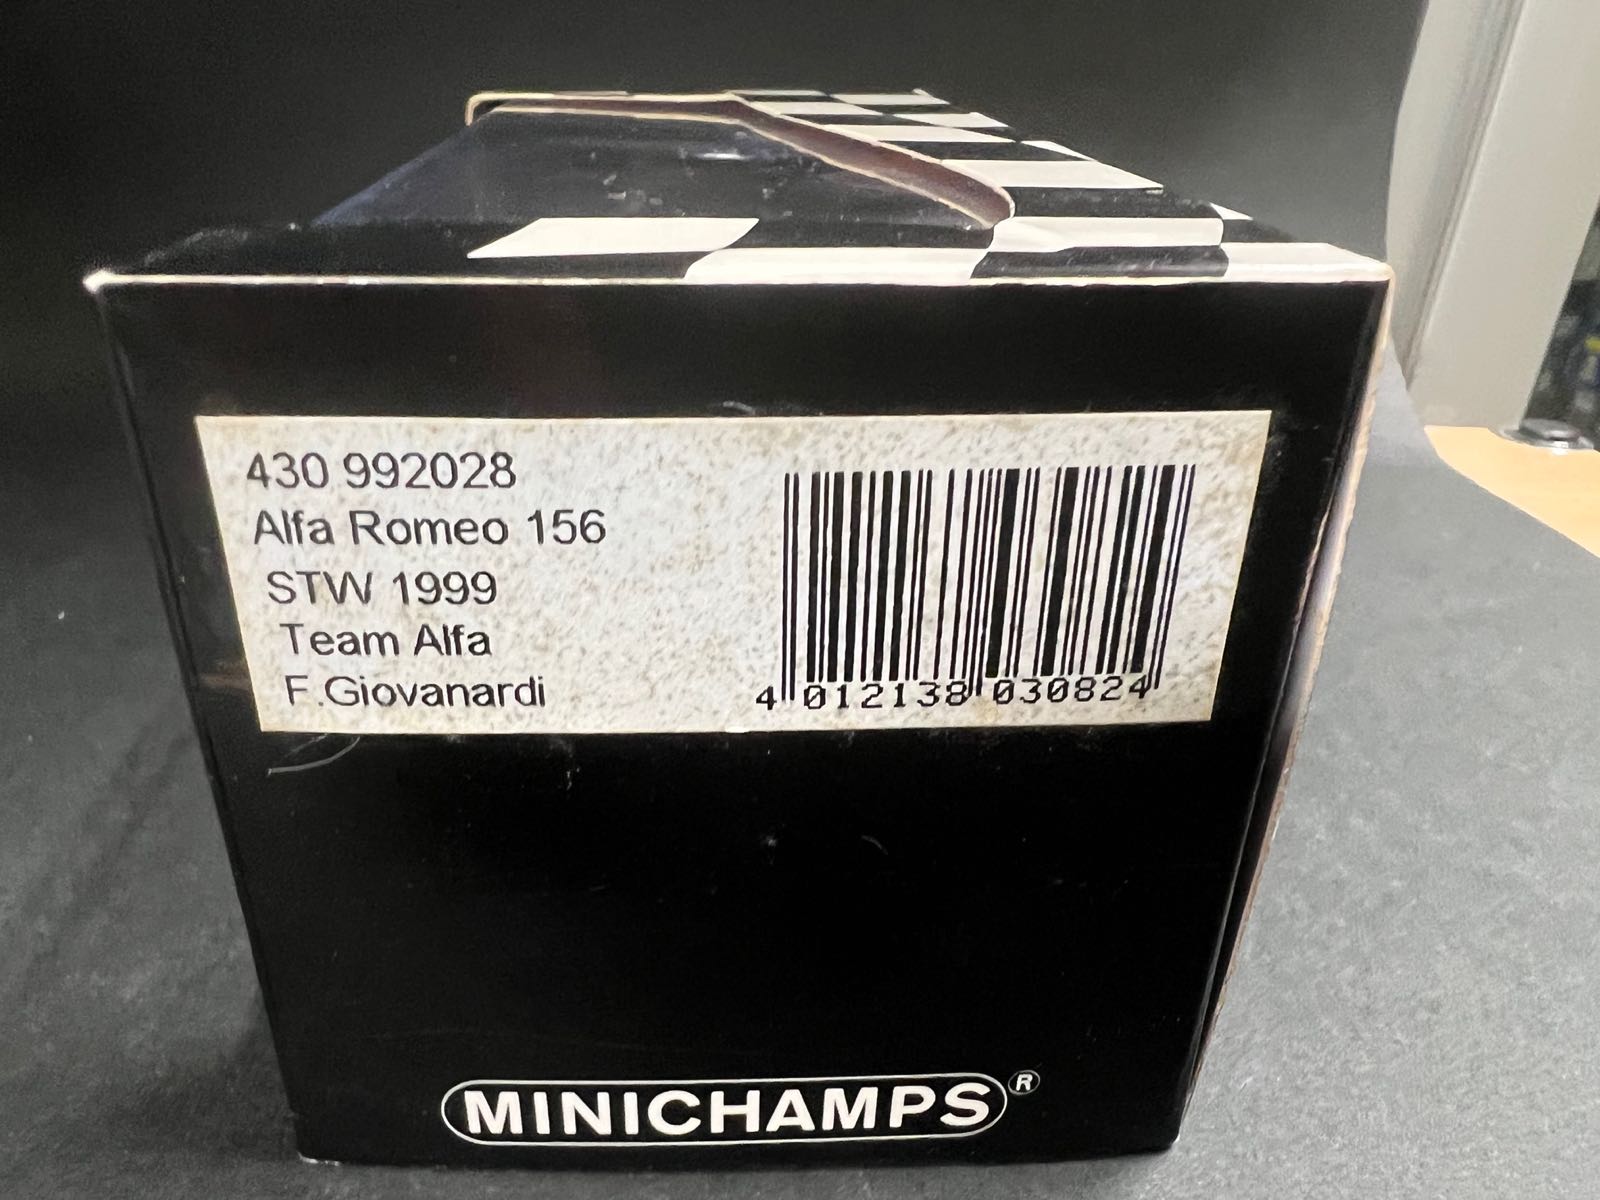 430 992028
Alfa Romeo 156
STW 1999
Team Alfa
F.Giovanardi
4 012138 030824
MINICHAMPS®